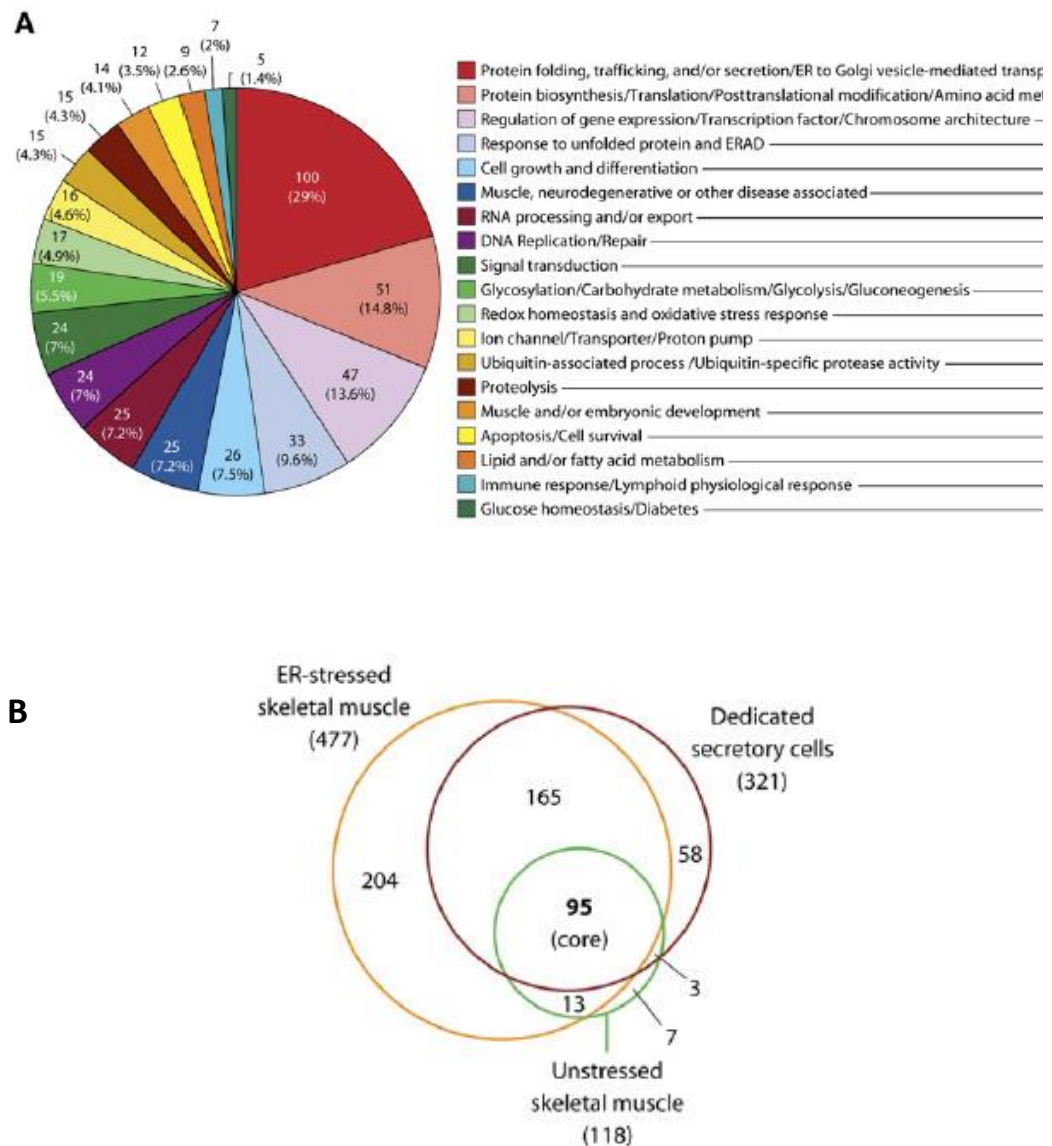 A
7
(2%)
5
(1.4%)
9
(2.6%)
12
(3.5%)
14
(4.1%)
15
(4.3%)
15
(4.3%)
16
(4.6%)
17
(4.9%)
19
(5.5%)
24
(7%)
24
(7%)
25
(7.2%)
25
(7.2%)
26
(7.5%)
33
(9.6%)
47
(13.6%)
51
(14.8%)
100
(29%)
Protein folding, trafficking, and/or secretion/ER to Golgi vesicle-mediated transp
Protein biosynthesis/Translation/Posttranslational modification/Amino acid met
Regulation of gene expression/Transcription factor/Chromosome architecture
Response to unfolded protein and ERAD
Cell growth and differentiation
Muscle, neurodegenerative or other disease associated
RNA processing and/or export
DNA Replication/Repair
Signal transduction
Glycosylation/Carbohydrate metabolism/Glycolysis/Gluconeogenesis
Redox homeostasis and oxidative stress response
Ion channel/Transporter/Proton pump
Ubiquitin-associated process /Ubiquitin-specific protease activity
Proteolysis
Muscle and/or embryonic development
Apoptosis/Cell survival
Lipid and/or fatty acid metabolism
Immune response/Lymphoid physiological response
Glucose homeostasis/Diabetes
B
ER-stressed
skeletal muscle
(477)
Dedicated
secretory cells
(321)
165
58
204
95
(core)
3
13
7
Unstressed
skeletal muscle
(118)